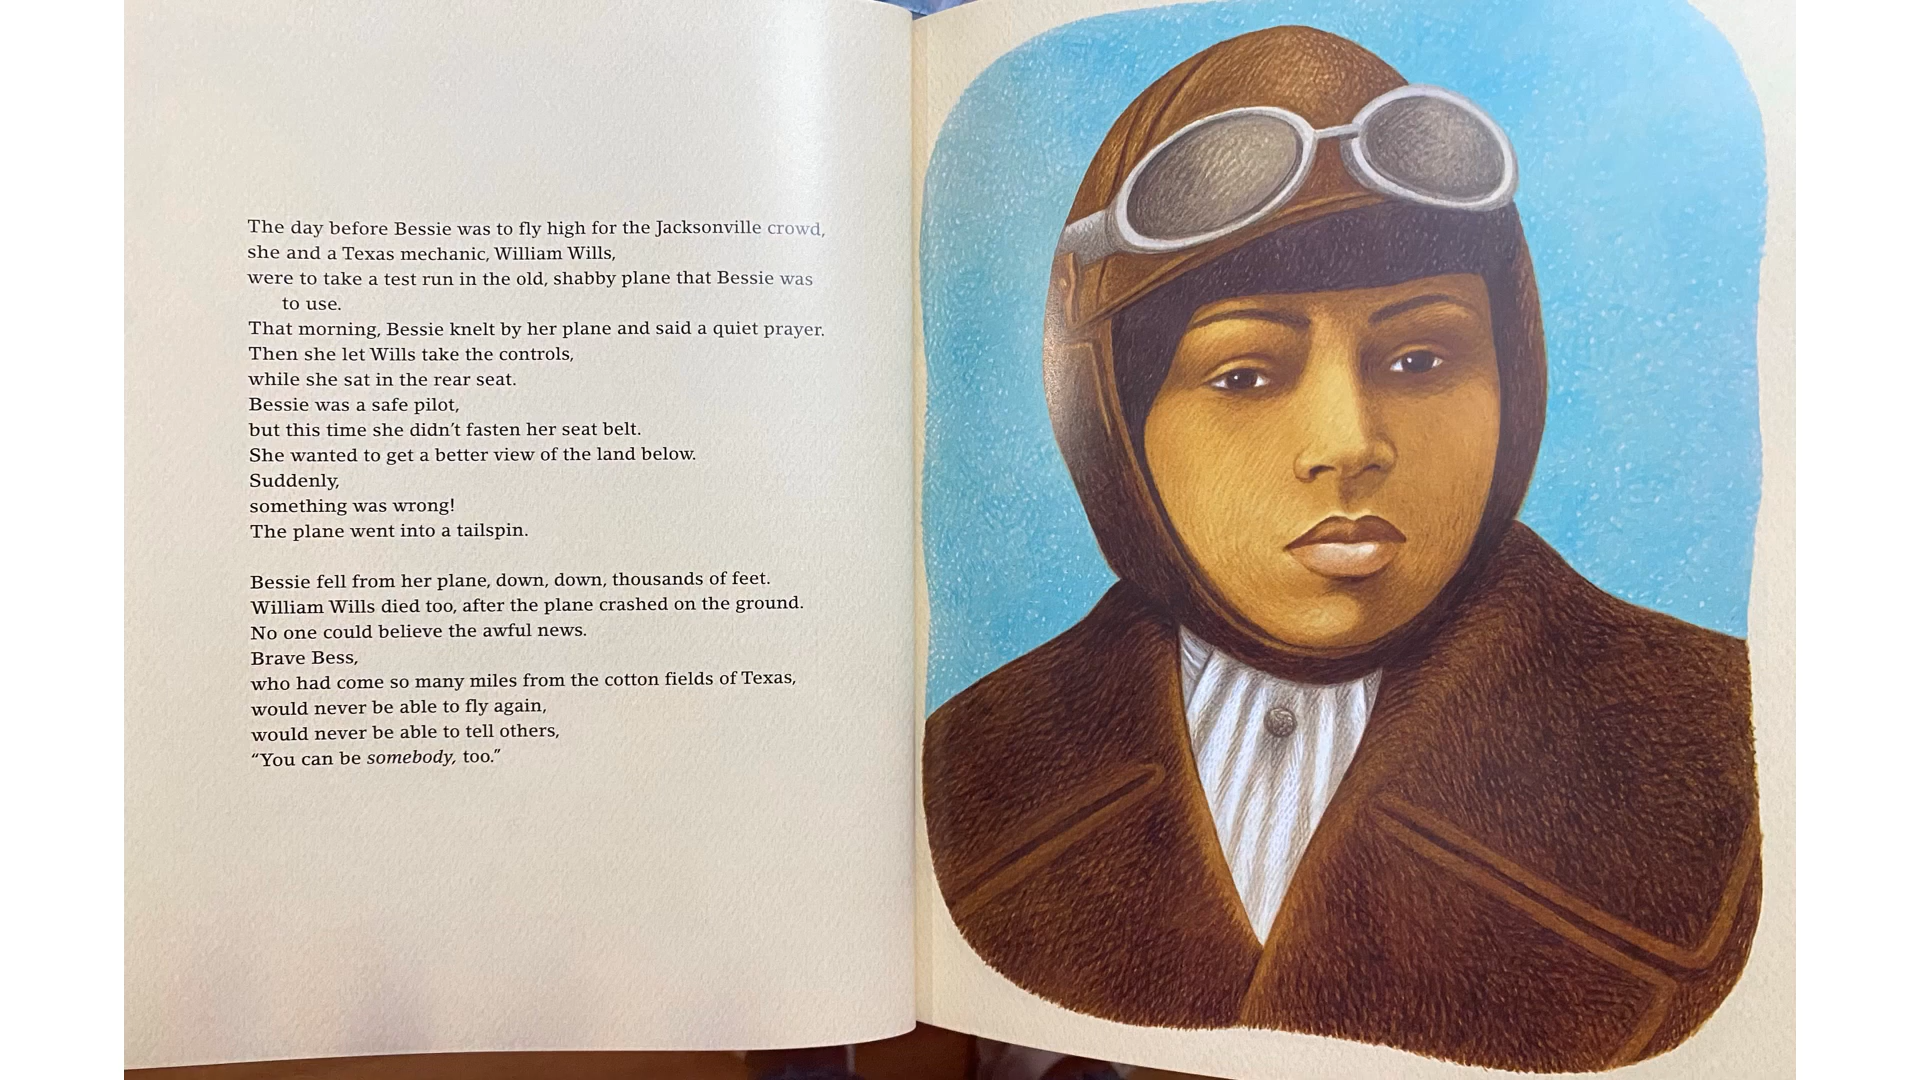 The day before Bessie was to fly high for the Jacksonville crowd,
she and a Texas mechanic, William Wills,
were to take a test run in the old, shabby plane that Bessie was
to use.
That morning, Bessie knelt by her plane and said a quiet prayer.
Then she let Wills take the controls,
while she sat in the rear seat.
Bessie was a safe pilot,
but this time she didn’t fasten her seat belt.
She wanted to get a better view of the land below.
Suddenly,
something was wrong!
The plane went into a tailspin.
Bessie fell from her plane, down, down, thousands of feet.
William Wills died too, after the plane crashed on the ground.
No one could believe the awful news.
Brave Bess,
who had come so many miles from the cotton fields of Texas,
would never be able to fly again,
would never be able to tell others,
“You can be somebody, too.”